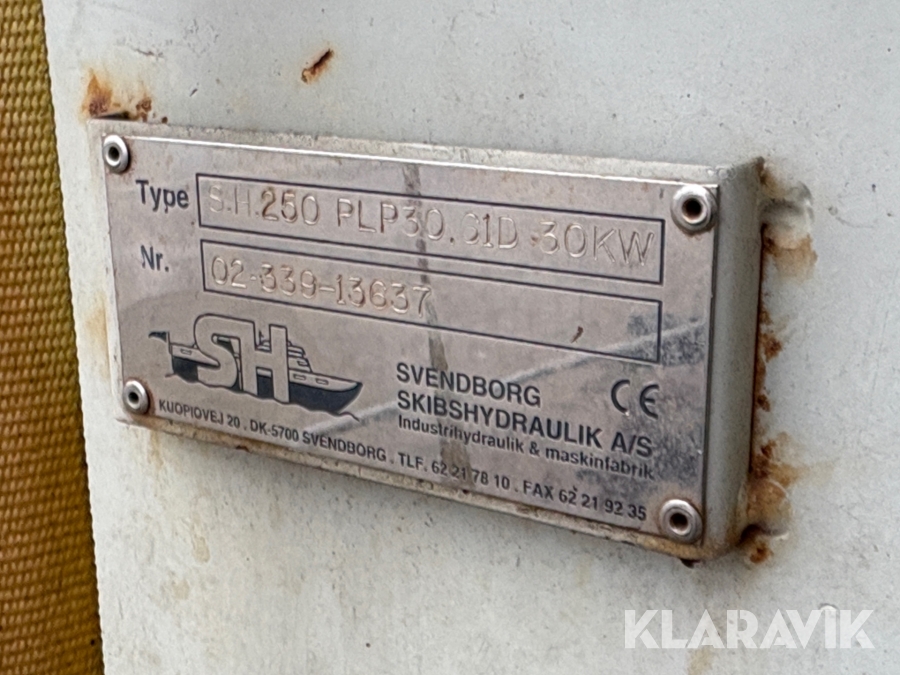 Type S.H.250 PLP30.61D-30KW
Nr. 02-339-13637
SH
SVENDBORG
SKIBSHYDRAULIK A/S
Industrihydraulik & maskinfabrik
CE
KUOPIOVEJ 20 . DK-5700 SVENDBORG . TLF. 62 21 78 10 . FAX 62 21 92 35
KLARAVIK